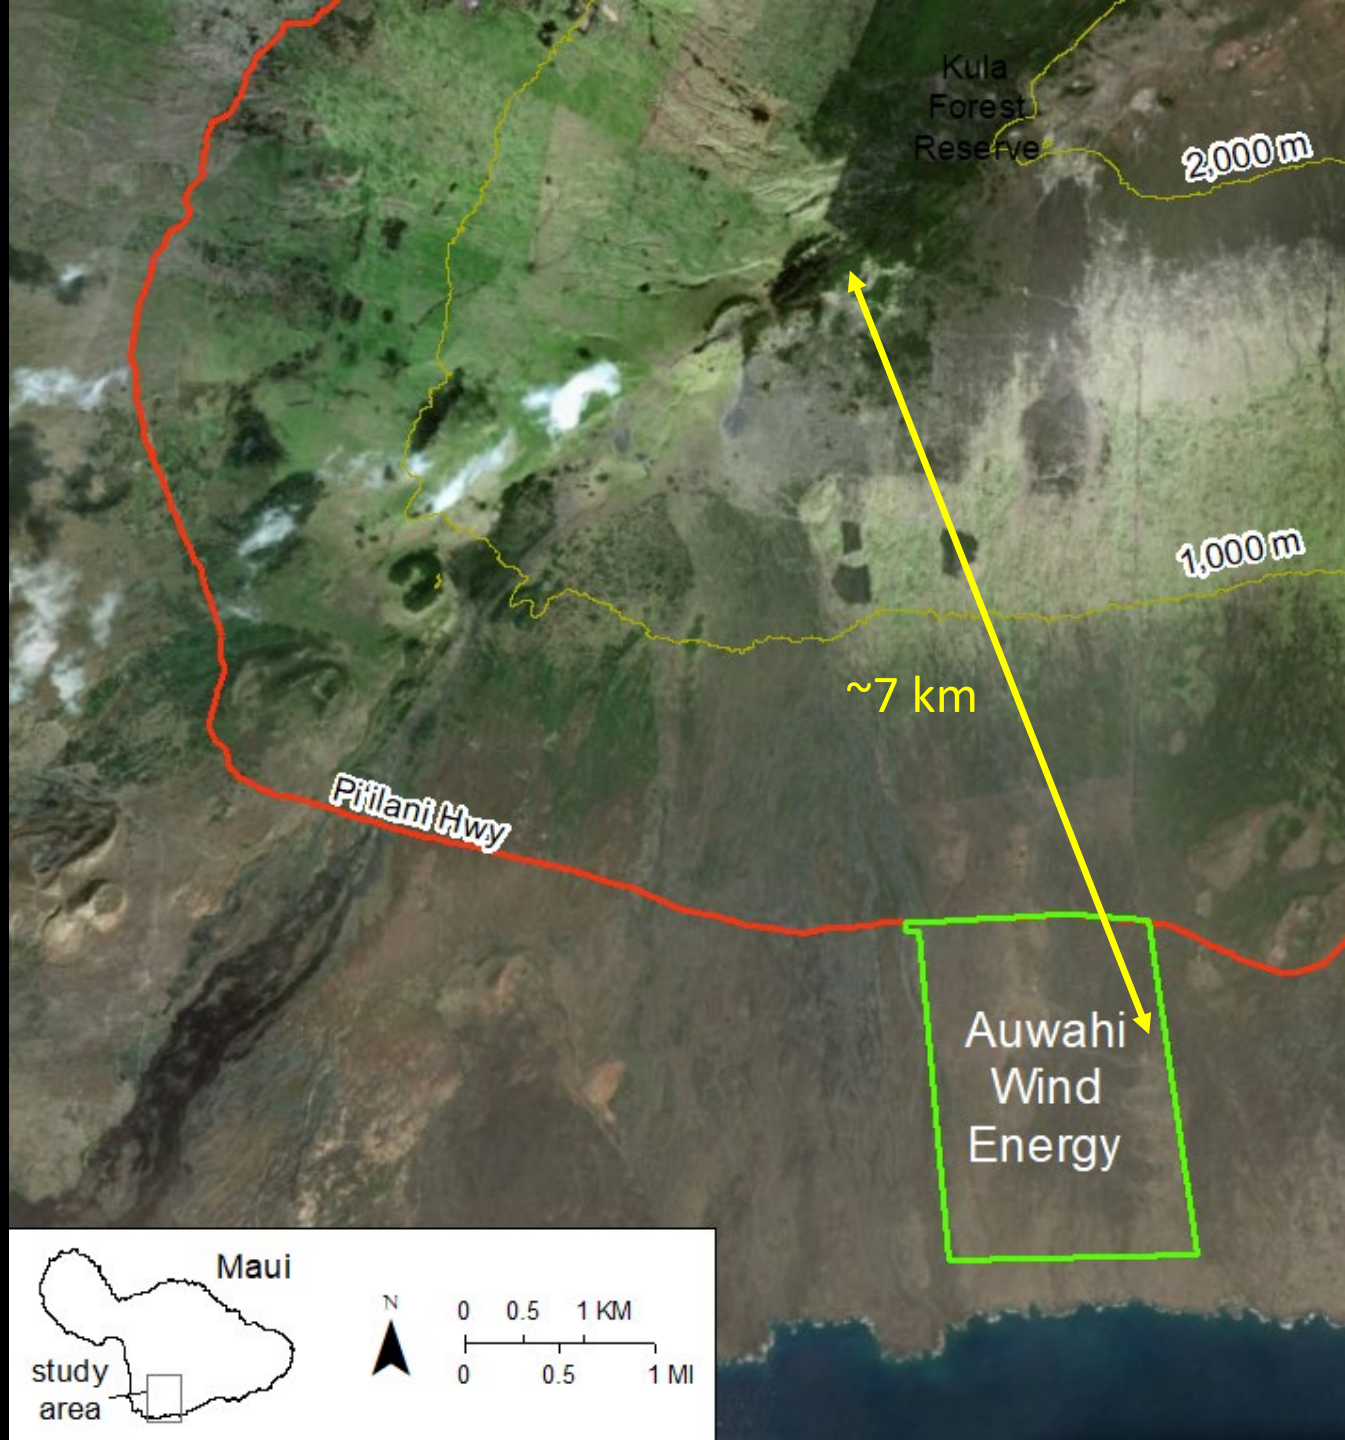 Kula
Forest
Reserve
2,000 m
1,000 m
~7 km
Pi'ilani Hwy
Auwahi
Wind
Energy
Maui
study
area
N
0 0.5 1 KM
0 0.5 1 MI